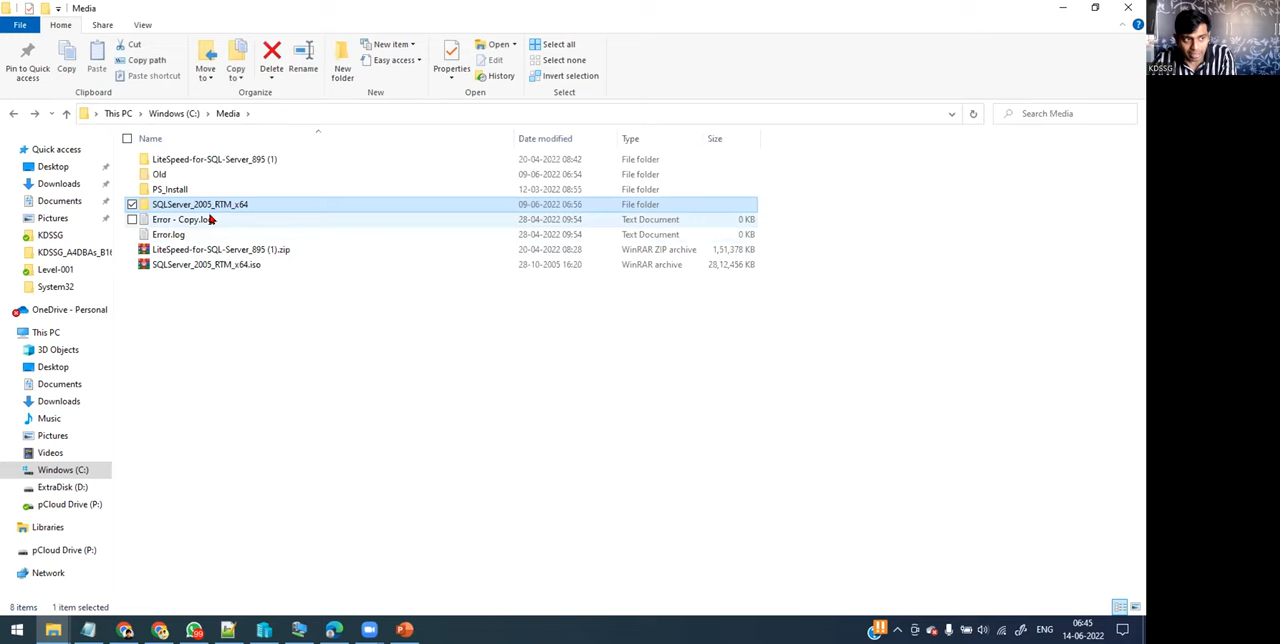 Media
File Home Share View
Pin to Quick access
Copy
Paste
Cut
Copy path
Paste shortcut
Clipboard
Move to
Copy to
Delete
Rename
Organize
New folder
New item
Easy access
New
Properties
Open
Edit
History
Open
Select all
Select none
Invert selection
Select
This PC Windows (C:) Media
Search Media
Name Date modified Type Size
LiteSpeed-for-SQL-Server_895 (1) 20-04-2022 08:42 File folder
Old 09-06-2022 06:54 File folder
PS_Install 12-03-2022 08:55 File folder
SQLServer_2005_RTM_x64 09-06-2022 06:56 File folder
Error - Copy.log 28-04-2022 09:54 Text Document 0 KB
Error.log 28-04-2022 09:54 Text Document 0 KB
LiteSpeed-for-SQL-Server_895 (1).zip 20-04-2022 08:28 WinRAR ZIP archive 1,51,378 KB
SQLServer_2005_RTM_x64.iso 28-10-2005 16:20 WinRAR archive 28,12,456 KB
Quick access
Desktop
Downloads
Documents
Pictures
KDSSG
KDSSG_A4DBAs_B16
Level-001
System32
OneDrive - Personal
This PC
3D Objects
Desktop
Documents
Downloads
Music
Pictures
Videos
Windows (C:)
ExtraDisk (D:)
pCloud Drive (P:)
Libraries
pCloud Drive (P:)
Network
8 items 1 item selected
KDSSG
99
ENG
06:45
14-06-2022